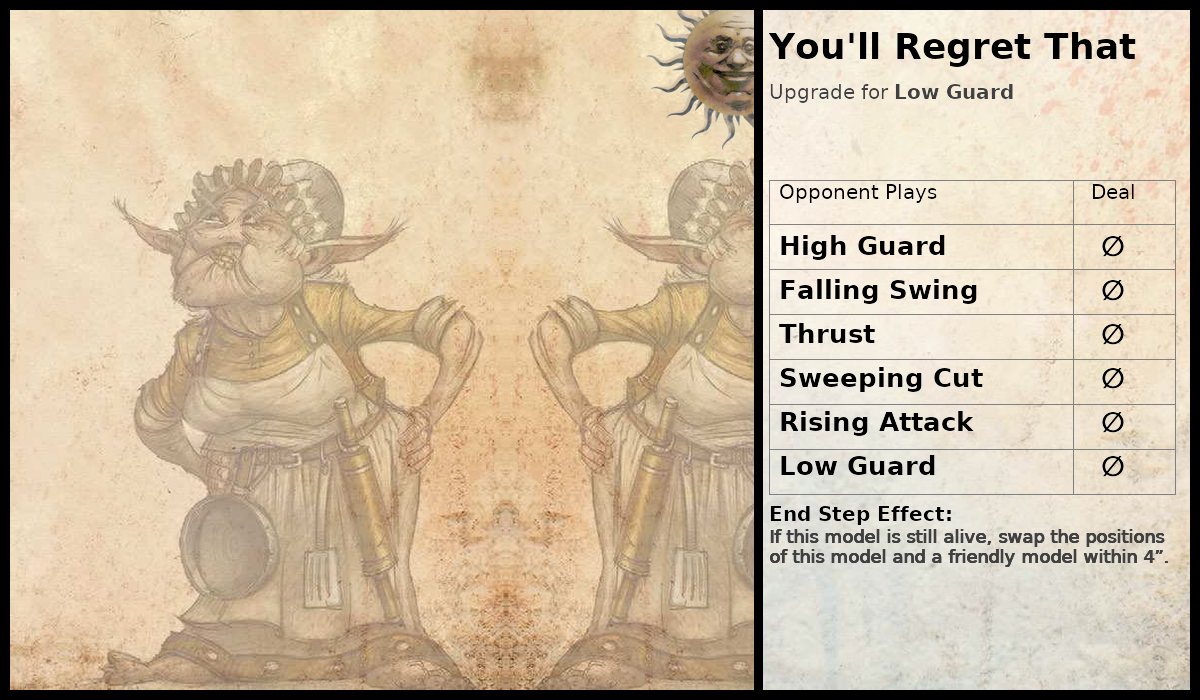 You'll Regret That
Upgrade for Low Guard
Opponent Plays Deal
High Guard ∅
Falling Swing ∅
Thrust ∅
Sweeping Cut ∅
Rising Attack ∅
Low Guard ∅
End Step Effect:
If this model is still alive, swap the positions
of this model and a friendly model within 4”.